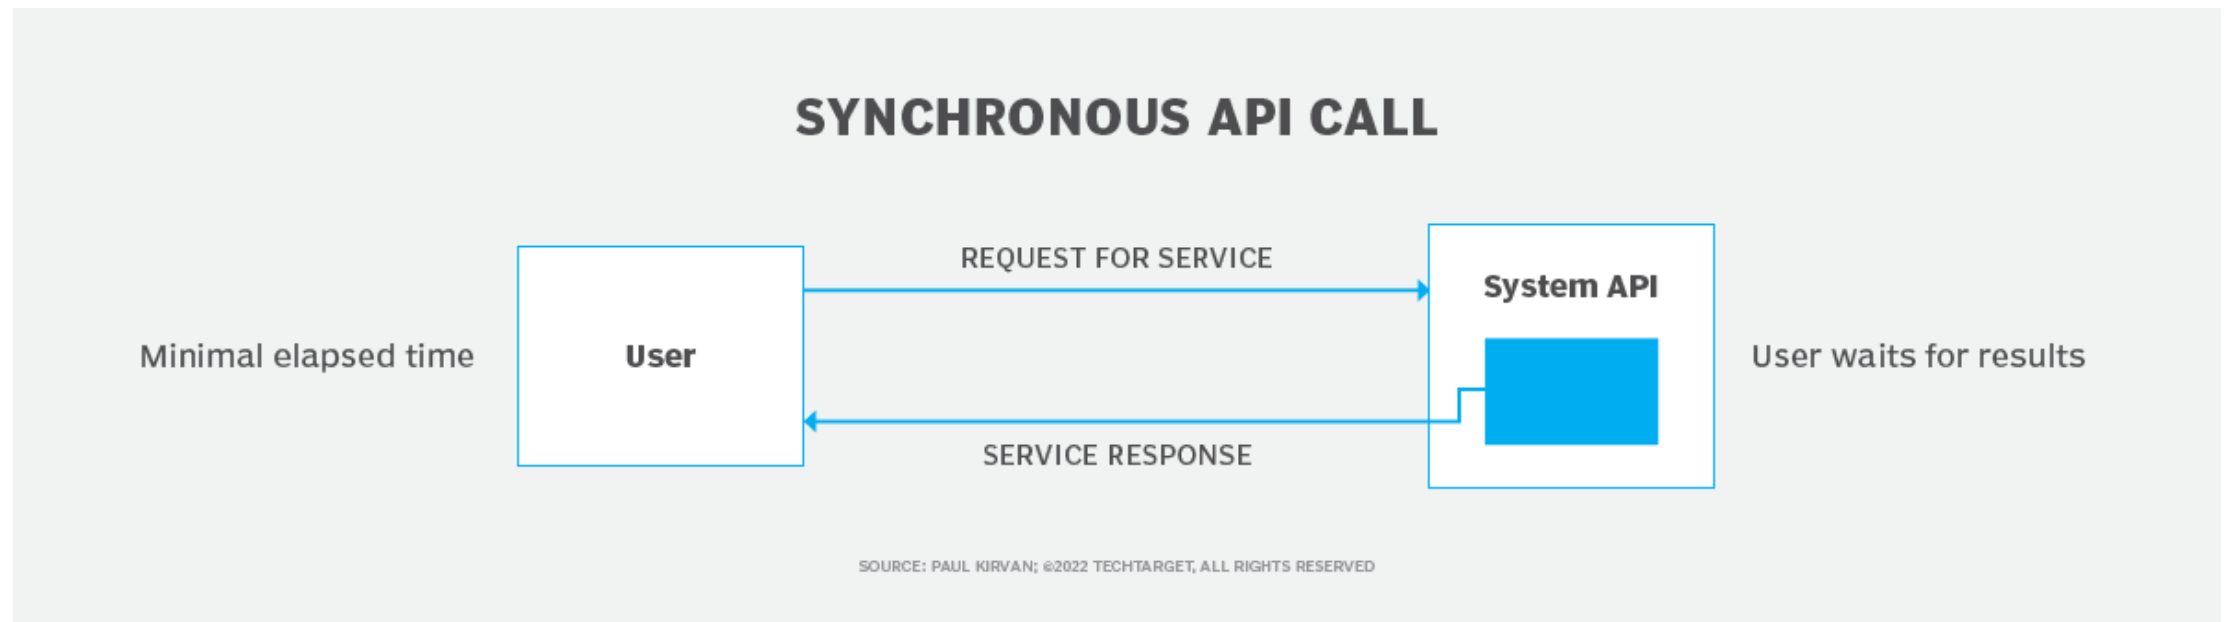 SYNCHRONOUS API CALL
REQUEST FOR SERVICE
System API
Minimal elapsed time
User
User waits for results
SERVICE RESPONSE
SOURCE: PAUL KIRVAN; ©2022 TECHTARGET, ALL RIGHTS RESERVED